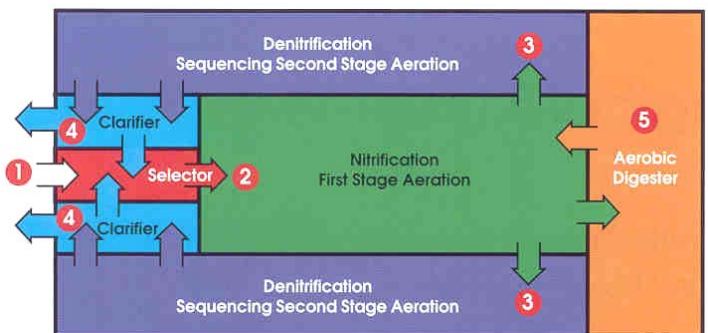 Denitrification
Sequencing Second Stage Aeration
3
4
Clarifier
1
Selector
2
Nitrification
First Stage Aeration
5
Aerobic
Digester
4
Clarifier
Denitrification
Sequencing Second Stage Aeration
3